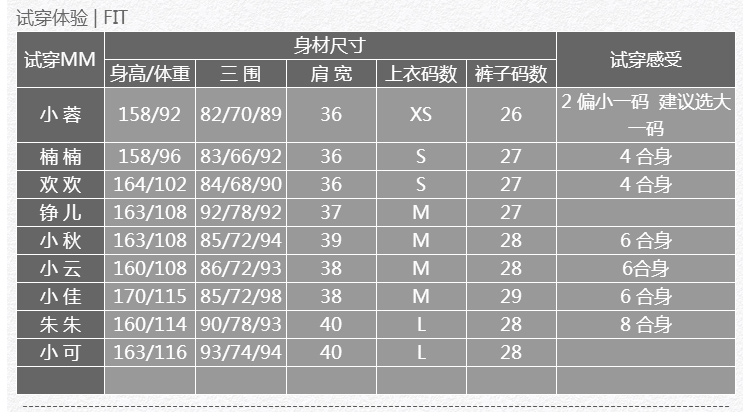 试穿体验 | FIT
试穿MM 身材尺寸 试穿感受
身高/体重 三 围 肩 宽 上衣码数 裤子码数
小 蓉 158/92 82/70/89 36 XS 26 2 偏小一码 建议选大一码
楠 楠 158/96 83/66/92 36 S 27 4 合身
欢 欢 164/102 84/68/90 36 S 27 4 合身
铮 儿 163/108 92/78/92 37 M 27
小 秋 163/108 85/72/94 39 M 28 6 合身
小 云 160/108 86/72/93 38 M 28 6合身
小 佳 170/115 85/72/98 38 M 29 6 合身
朱 朱 160/114 90/78/93 40 L 28 8 合身
小 可 163/116 93/74/94 40 L 28